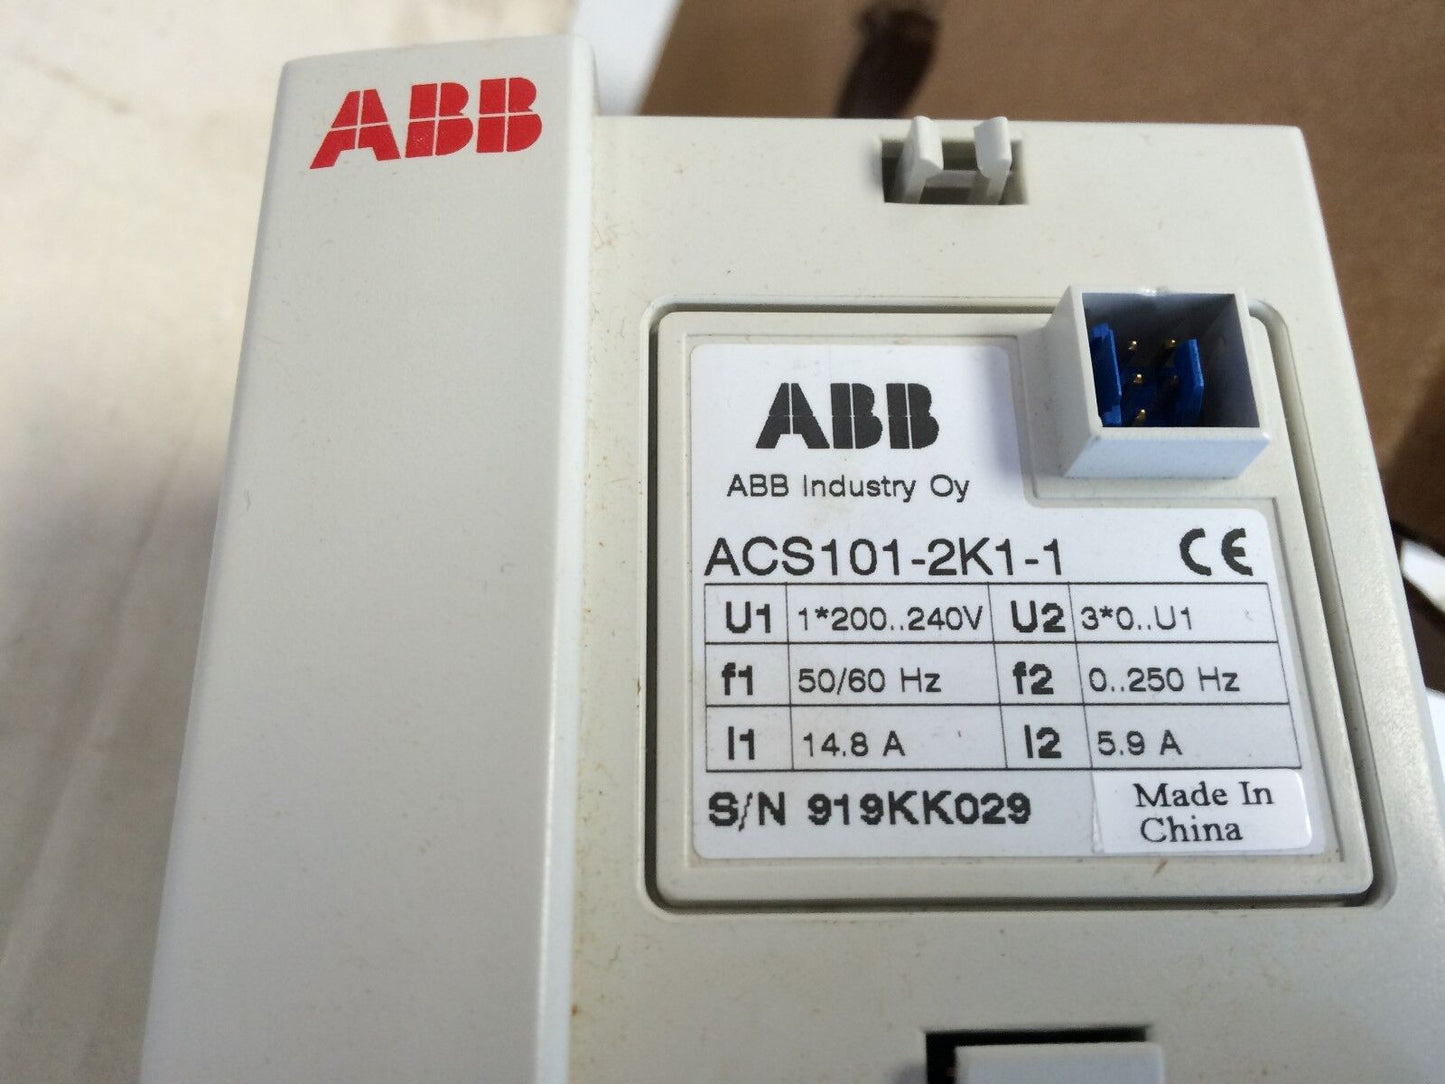 ABB
ABB
ABB Industry Oy
ACS101-2K1-1 CE
U1 1*200..240V U2 3*0..U1
f1 50/60 Hz f2 0..250 Hz
I1 14.8 A I2 5.9 A
S/N 919KK029
Made In
China